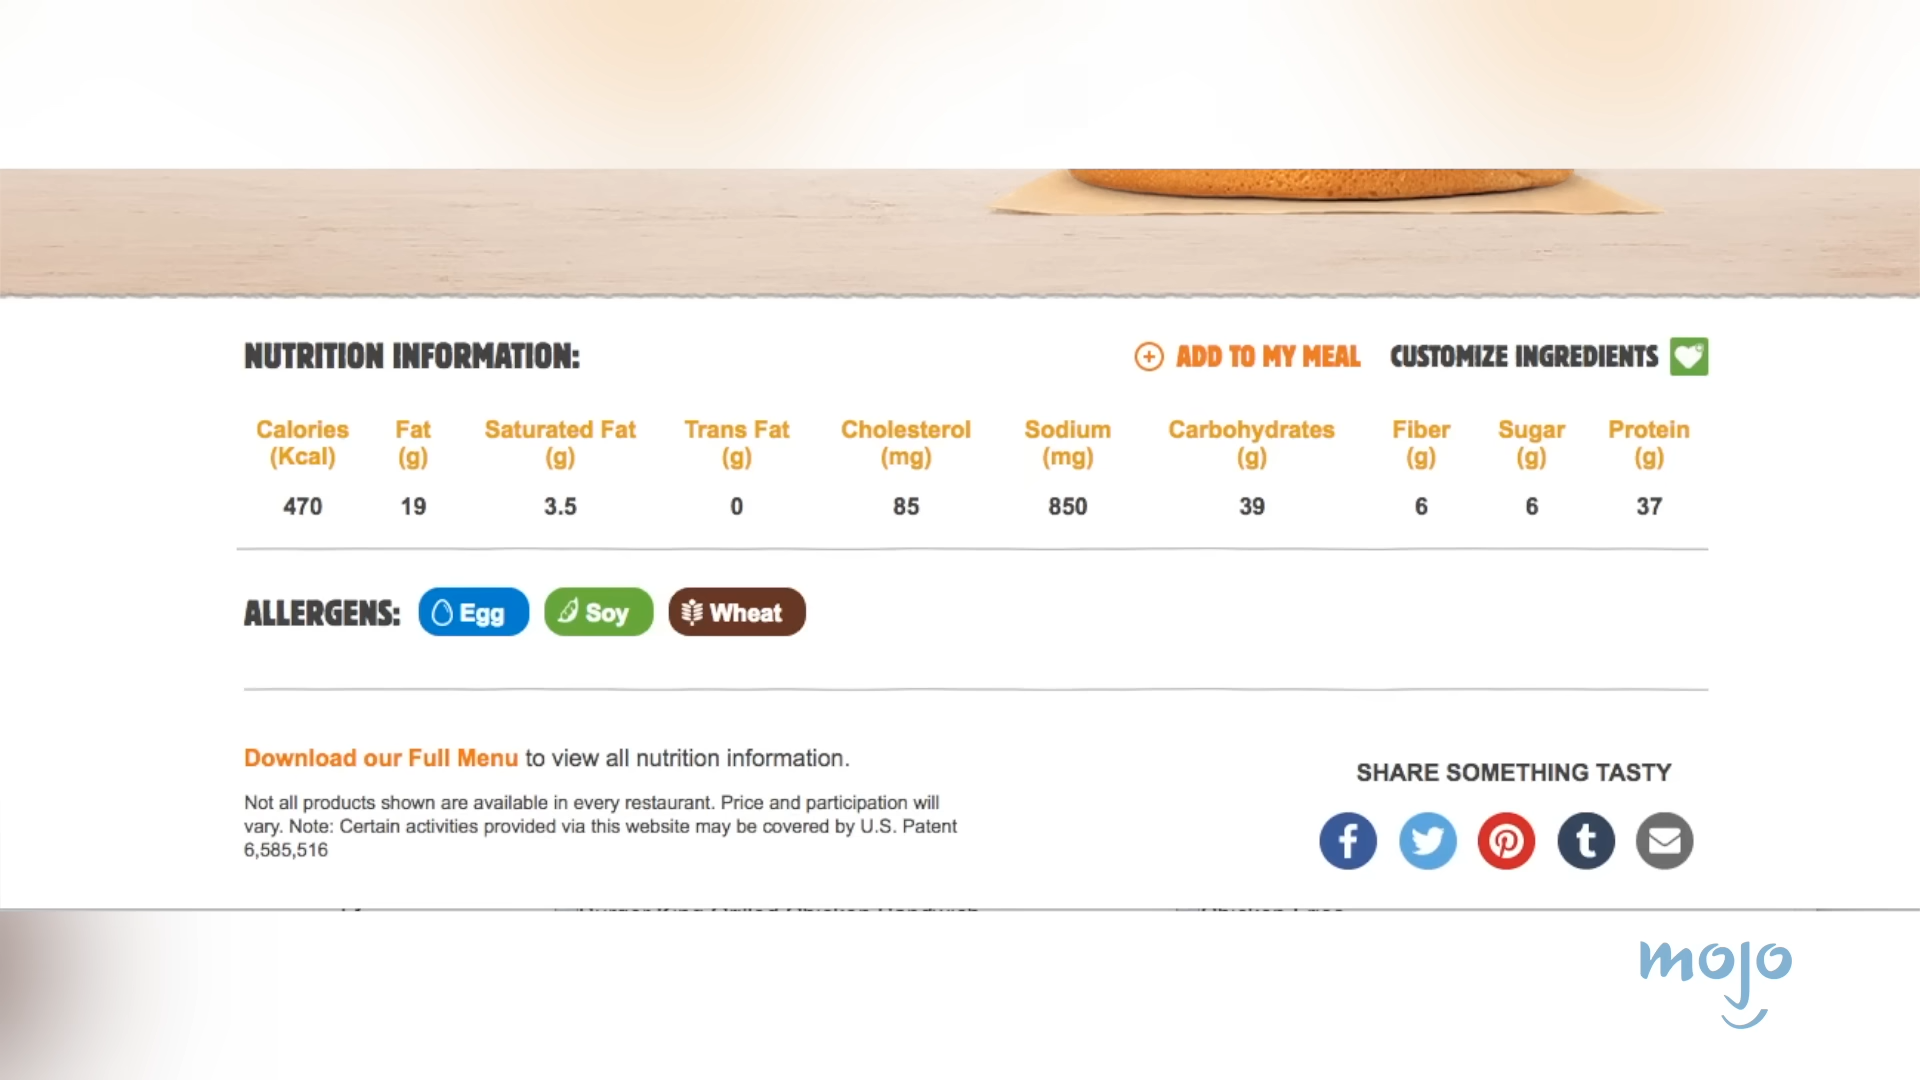 NUTRITION INFORMATION:
ADD TO MY MEAL
CUSTOMIZE INGREDIENTS
Calories Fat Saturated Fat Trans Fat Cholesterol Sodium Carbohydrates Fiber Sugar Protein
(Kcal) (g) (g) (g) (mg) (mg) (g) (g) (g) (g)
470 19 3.5 0 85 850 39 6 6 37
ALLERGENS: Egg Soy Wheat
Download our Full Menu to view all nutrition information.
Not all products shown are available in every restaurant. Price and participation will
vary. Note: Certain activities provided via this website may be covered by U.S. Patent
6,585,516
SHARE SOMETHING TASTY
mojo